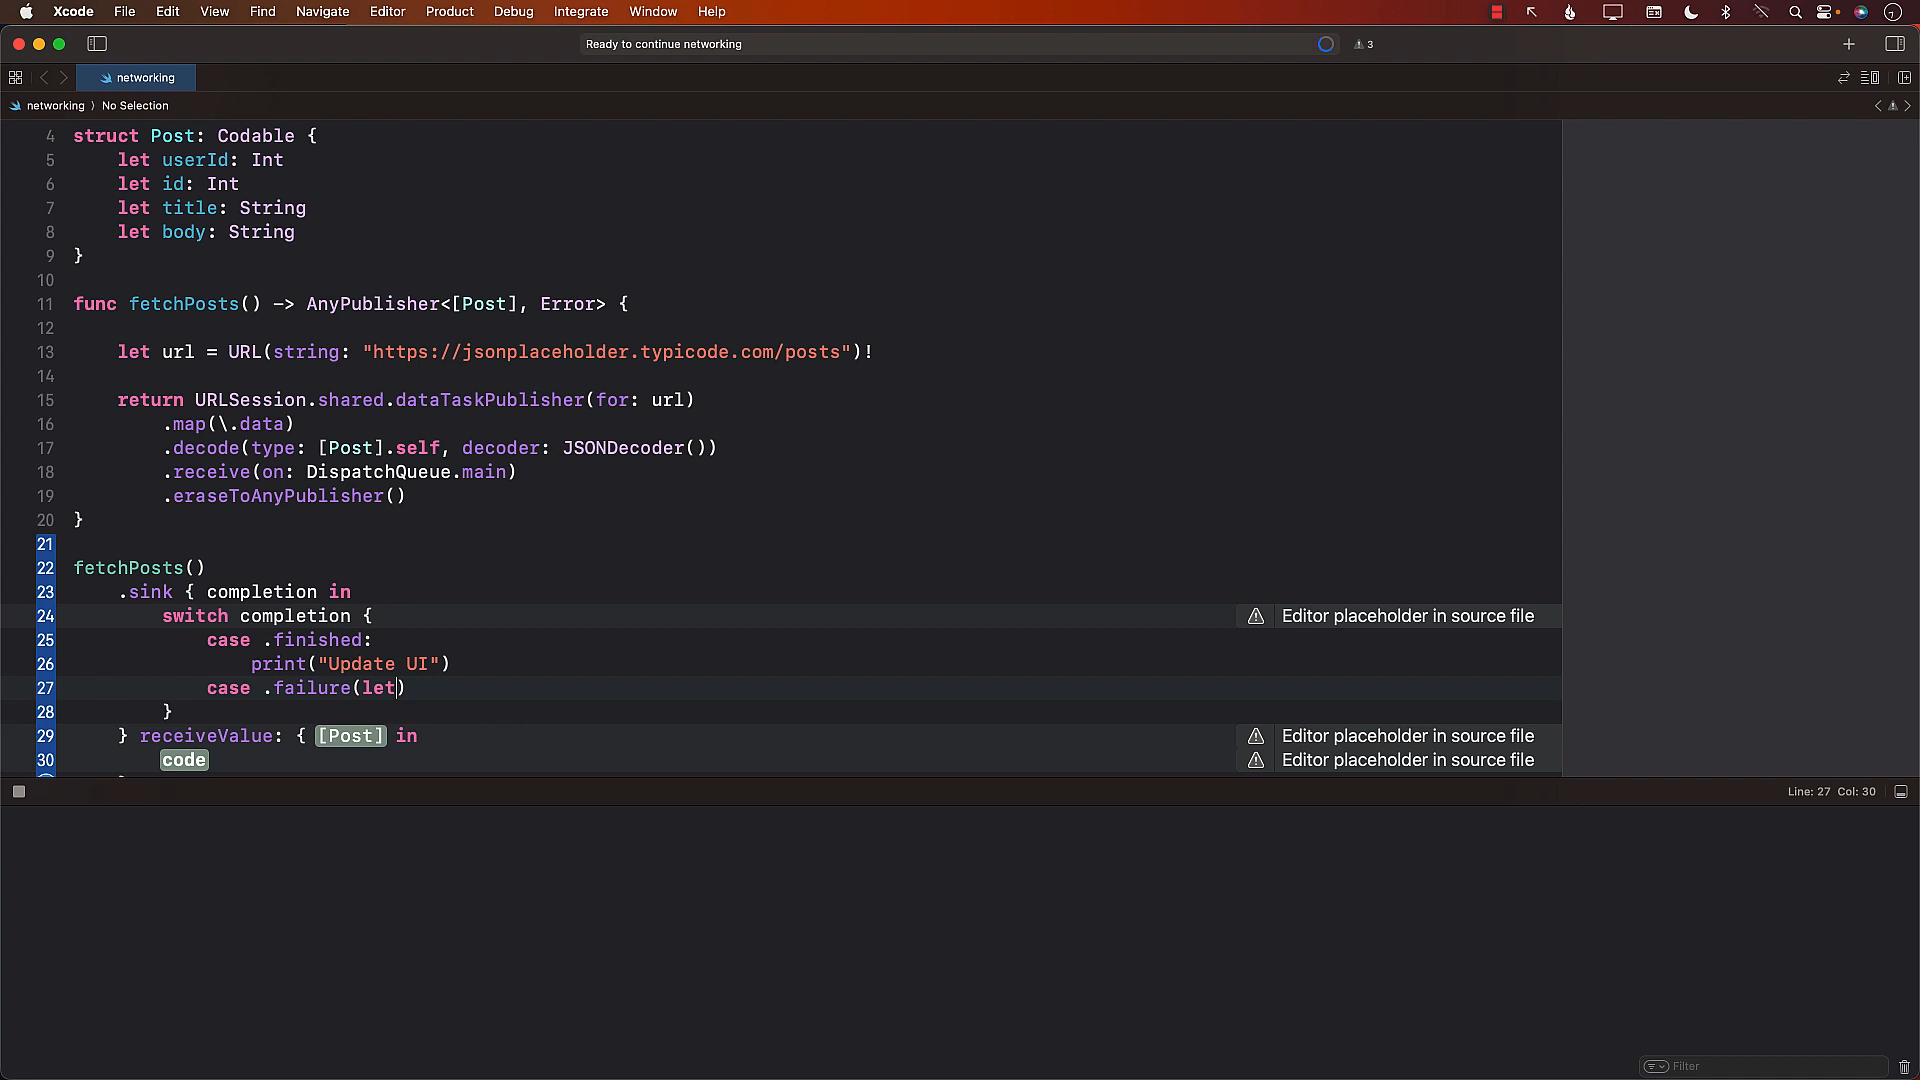 Xcode File Edit View Find Navigate Editor Product Debug Integrate Window Help
Ready to continue networking 3
networking
networking 〉 No Selection
4 struct Post: Codable {
5 let userId: Int
6 let id: Int
7 let title: String
8 let body: String
9 }
10
11 func fetchPosts() -> AnyPublisher<[Post], Error> {
12
13 let url = URL(string: "https://jsonplaceholder.typicode.com/posts")!
14
15 return URLSession.shared.dataTaskPublisher(for: url)
16 .map(\.data)
17 .decode(type: [Post].self, decoder: JSONDecoder())
18 .receive(on: DispatchQueue.main)
19 .eraseToAnyPublisher()
20 }
21
22 fetchPosts()
23 .sink { completion in
24 switch completion { Editor placeholder in source file
25 case .finished:
26 print("Update UI")
27 case .failure(let)
28 }
29 } receiveValue: { [Post] in Editor placeholder in source file
30 code Editor placeholder in source file
Line: 27 Col: 30
Filter